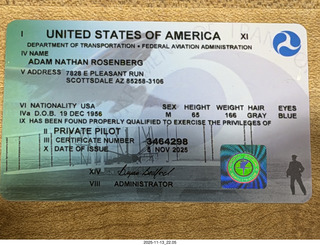 I UNITED STATES OF AMERICA XI
DEPARTMENT OF TRANSPORTATION • FEDERAL AVIATION ADMINISTRATION
IV NAME
ADAM NATHAN ROSENBERG
V ADDRESS 7828 E PLEASANT RUN
SCOTTSDALE AZ 85258-3106
VI NATIONALITY USA SEX HEIGHT WEIGHT HAIR EYES
IVa D.O.B. 19 DEC 1956 M 65 166 GRAY BLUE
IX HAS BEEN FOUND PROPERLY QUALIFIED TO EXERCISE THE PRIVILEGES OF
II PRIVATE PILOT
III CERTIFICATE NUMBER 3464298
X DATE OF ISSUE 5 NOV 2025
XIV
VIII ADMINISTRATOR
2025-11-13_22:05